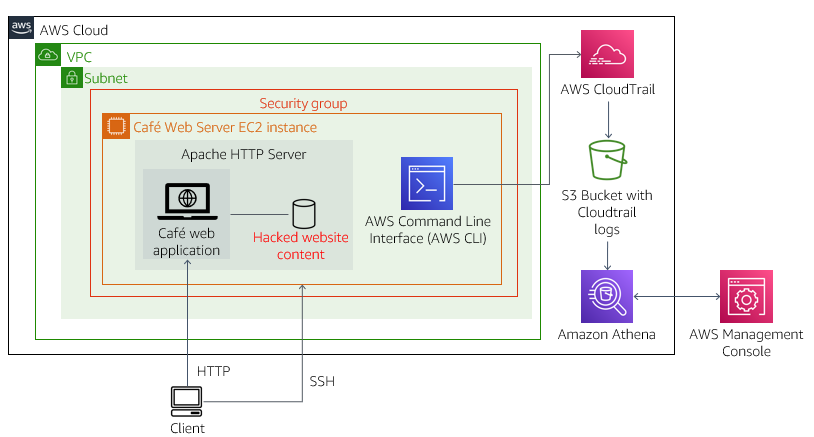 aws
AWS Cloud
VPC
Subnet
Security group
Café Web Server EC2 instance
Apache HTTP Server
Café web
application
Hacked website
content
AWS Command Line
Interface (AWS CLI)
AWS CloudTrail
S3 Bucket with
Cloudtrail
logs
Amazon Athena
AWS Management
Console
HTTP
SSH
Client